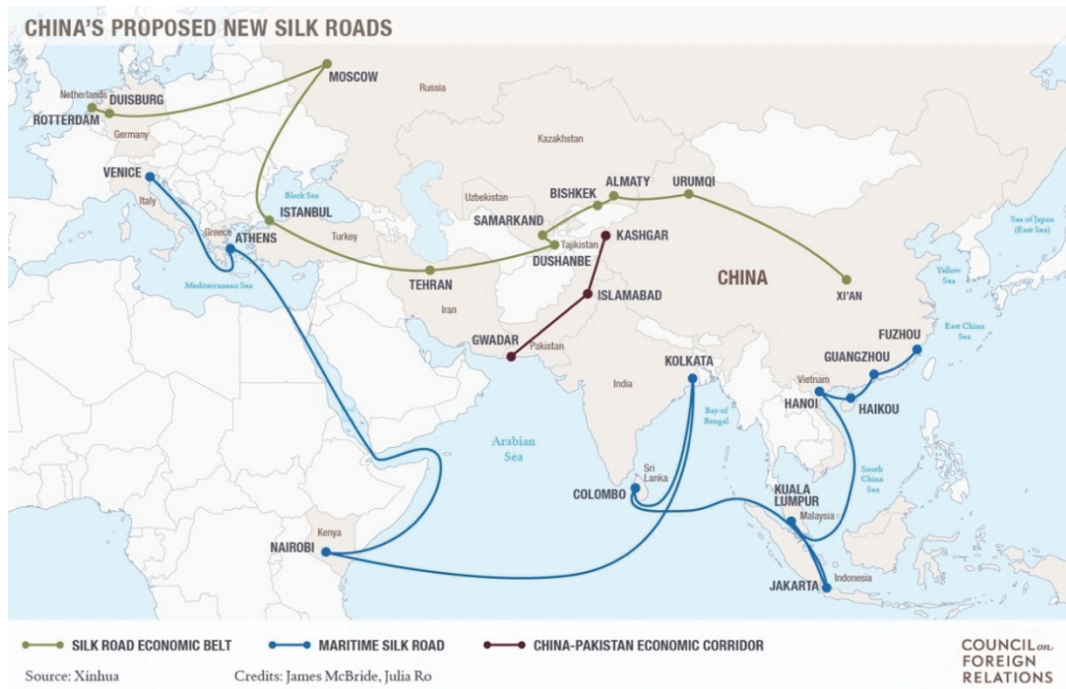 CHINA'S PROPOSED NEW SILK ROADS
MOSCOW
Russia
Netherlands
DUISBURG
ROTTERDAM
Germany
Kazakhstan
VENICE
ALMATY
URUMQI
BISHKEK
Italy
Black Sea
Uzbekistan
ISTANBUL
SAMARKAND
Greece
ATHENS
Turkey
KASHGAR
Tajikistan
DUSHANBE
Sea of Japan
(East Sea)
Mediterranean Sea
TEHRAN
CHINA
Yellow
Sea
XI'AN
ISLAMABAD
Iran
East China
Sea
FUZHOU
GWADAR
Pakistan
GUANGZHOU
KOLKATA
India
Vietnam
HANOI
HAIKOU
Bay of
Bengal
Arabian
Sea
Sri
Lanka
COLOMBO
South
China
Sea
KUALA
LUMPUR
Malaysia
Kenya
NAIROBI
JAKARTA
Indonesia
SILK ROAD ECONOMIC BELT
MARITIME SILK ROAD
CHINA-PAKISTAN ECONOMIC CORRIDOR
Source: Xinhua
Credits: James McBride, Julia Ro
COUNCIL on
FOREIGN
RELATIONS